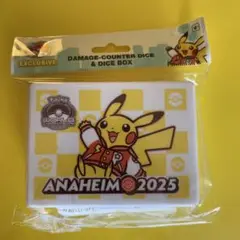 EXCLUSIVE
DAMAGE-COUNTER DICE
& DICE BOX
P
ANAHEIM 2025